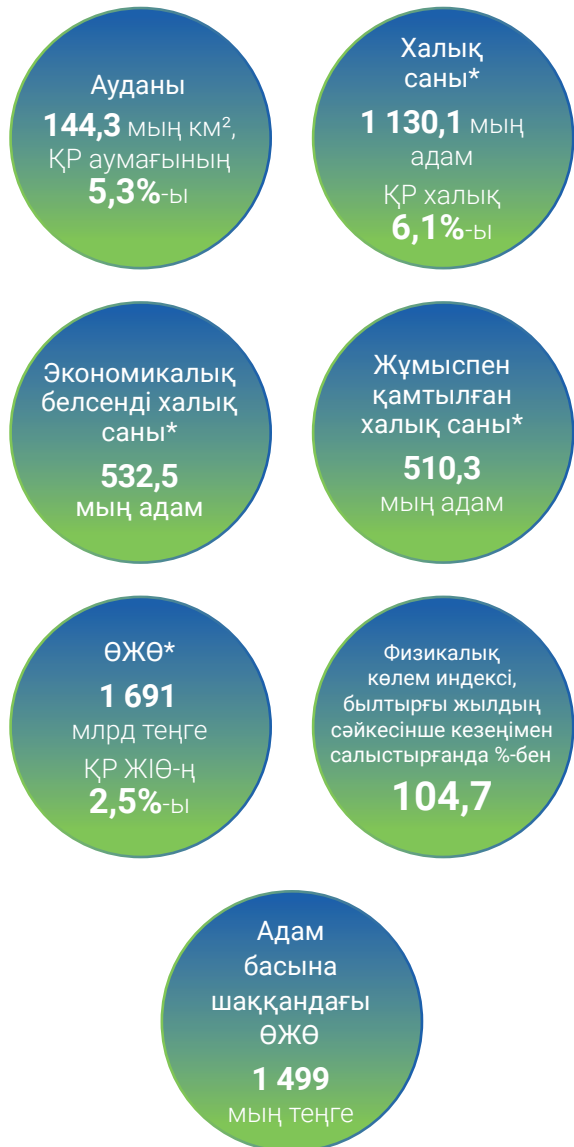 Ауданы
144,3 мың км²,
ҚР аумағының
5,3%-ы
Халық
саны*
1 130,1 мың
адам
ҚР халық
6,1%-ы
Экономикалық
белсенді халық
саны*
532,5
мың адам
Жұмыспен
қамтылған
халық саны*
510,3
мың адам
ӨЖӨ*
1 691
млрд теңге
ҚР ЖІӨ-ң
2,5%-ы
Физикалық
көлем индексі,
былтырғы жылдың
сәйкесінше кезеңімен
салыстырғанда %-бен
104,7
Адам
басына
шаққандағы
ӨЖӨ
1 499
мың теңге